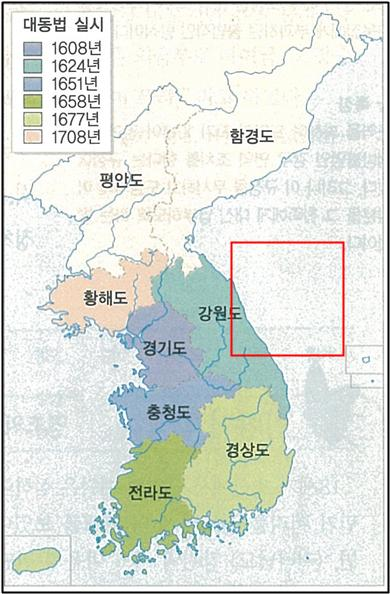 대동법 실시
1608년
1624년
1651년
1658년
1677년
1708년
함경도
평안도
황해도
강원도
경기도
충청도
경상도
전라도